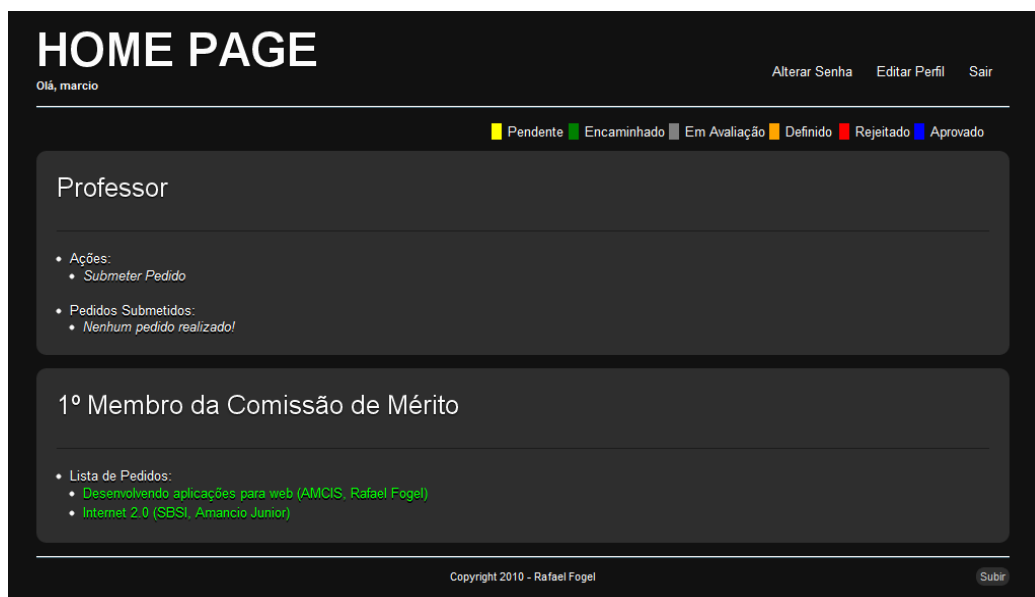 HOME PAGE
Olá, marcio
Alterar Senha Editar Perfil Sair
Pendente Encaminhado Em Avaliação Definido Rejeitado Aprovado
Professor
Ações:
Submeter Pedido
Pedidos Submetidos:
Nenhum pedido realizado!
1º Membro da Comissão de Mérito
Lista de Pedidos:
Desenvolvendo aplicações para web (AMCIS, Rafael Fogel)
Internet 2.0 (SBSI, Amancio Junior)
Copyright 2010 - Rafael Fogel
Subir